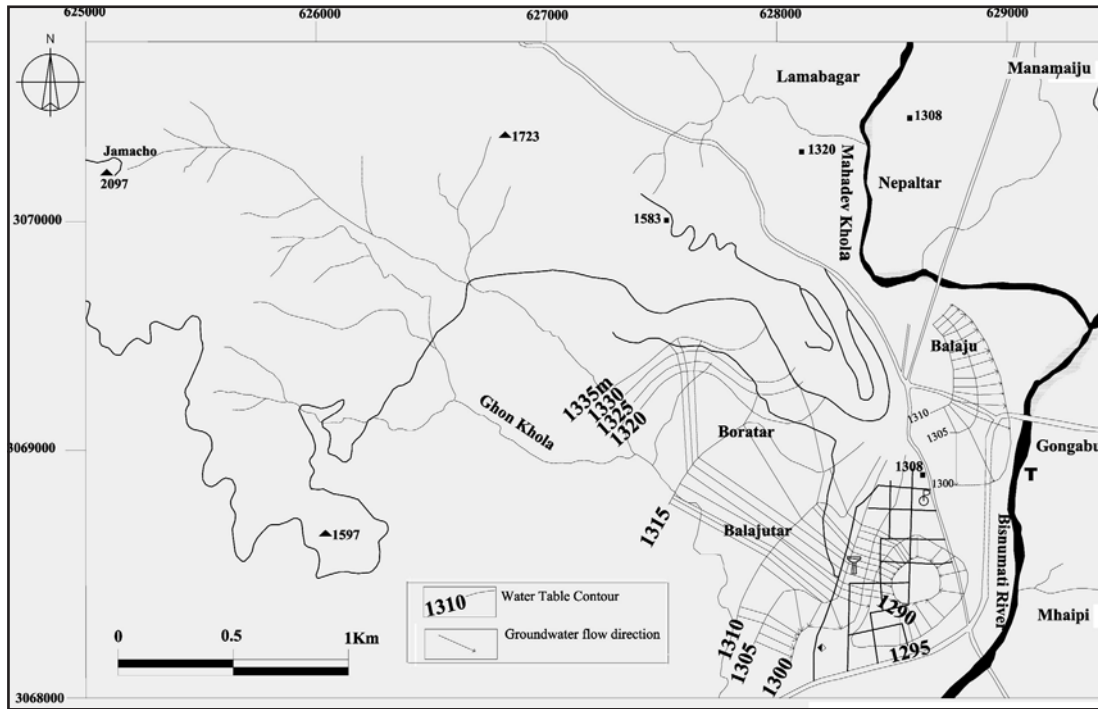 625000 626000 627000 628000 629000
N
Lamabagar
Manamaiju
1308
1723
Jamacho
1320
2097
Mahadev Khola
Nepaltar
3070000
1583
Balaju
1335m
1330
1325
1320
Ghon Khola
1310
Boratar
1305
3069000
Gongabu
1308
T
1300
1315
Balajutar
1597
1290
Bisnumati River
1310 Water Table Contour
Mhaipi
1310
1305
1300
Groundwater flow direction
0 0.5 1Km
1295
3068000